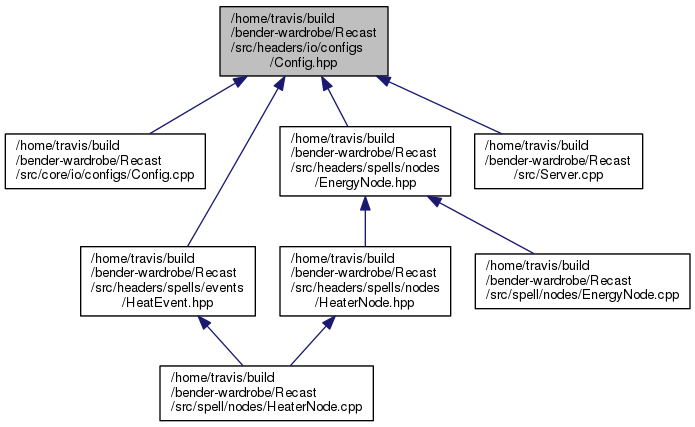 /home/travis/build
/bender-wardrobe/Recast
/src/headers/io/configs
/Config.hpp
/home/travis/build
/bender-wardrobe/Recast
/src/core/io/configs/Config.cpp
/home/travis/build
/bender-wardrobe/Recast
/src/headers/spells/nodes
/EnergyNode.hpp
/home/travis/build
/bender-wardrobe/Recast
/src/Server.cpp
/home/travis/build
/bender-wardrobe/Recast
/src/headers/spells/events
/HeatEvent.hpp
/home/travis/build
/bender-wardrobe/Recast
/src/headers/spells/nodes
/HeaterNode.hpp
/home/travis/build
/bender-wardrobe/Recast
/src/spell/nodes/EnergyNode.cpp
/home/travis/build
/bender-wardrobe/Recast
/src/spell/nodes/HeaterNode.cpp